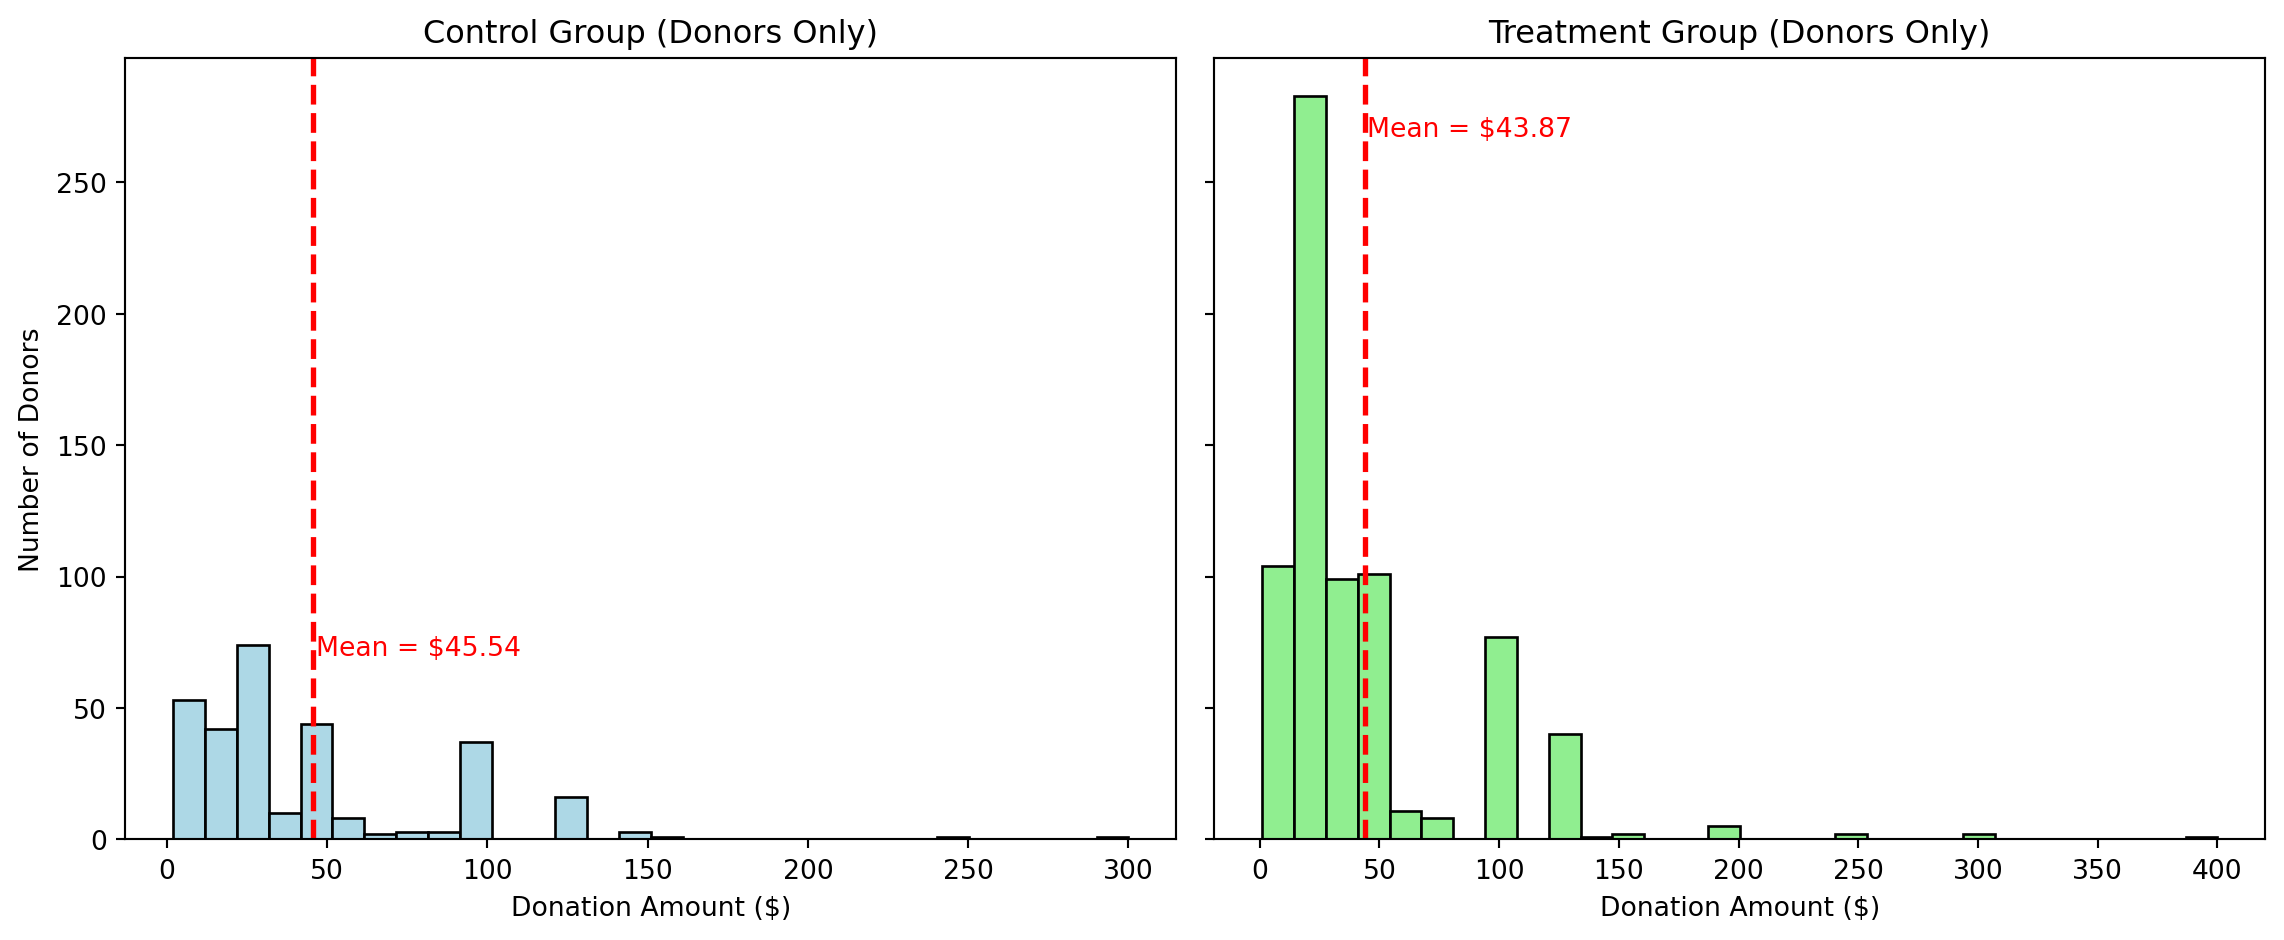 Control Group (Donors Only)
Number of Donors
250
200
150
100
50
0
Mean = $45.54
0 50 100 150 200 250 300
Donation Amount ($)
Treatment Group (Donors Only)
Mean = $43.87
0 50 100 150 200 250 300 350 400
Donation Amount ($)